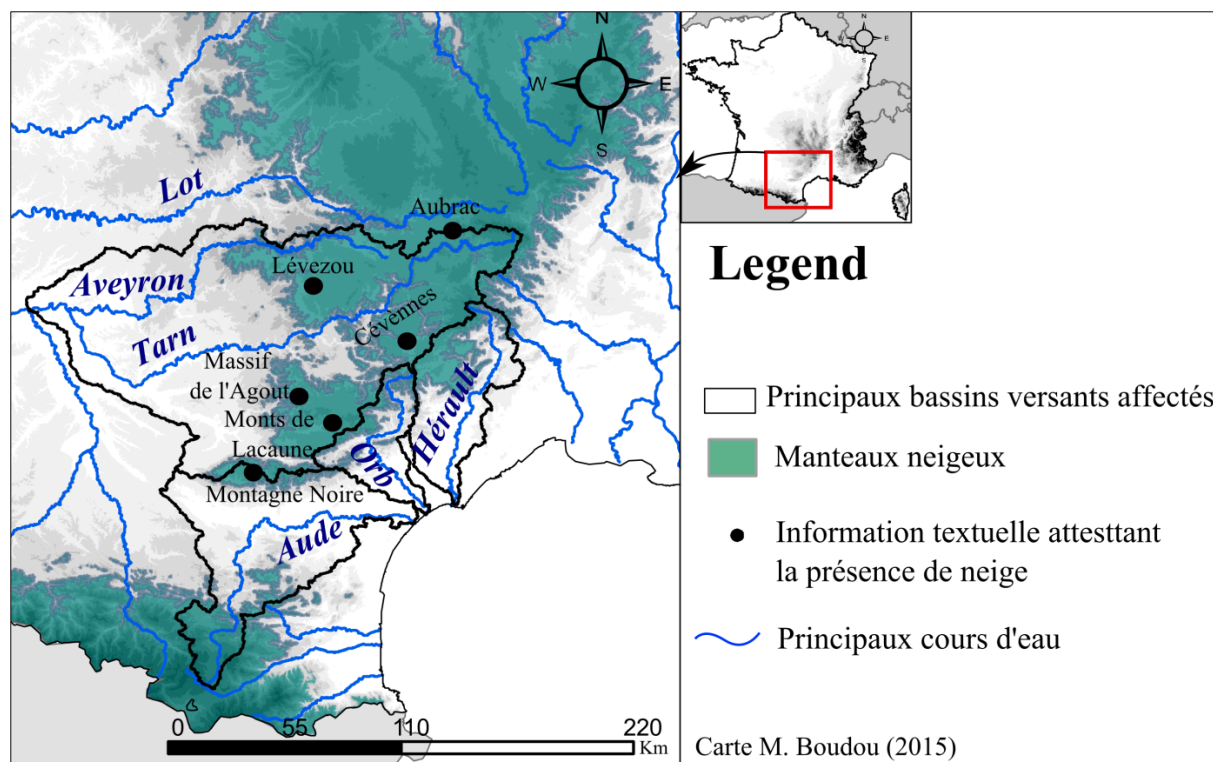 N
W
E
S
Lot
Aubrac
Aveyron
Lévezou
Cévènnes
Tarn
Massif
de l'Agout
Monts de
Lacaune
Hérault
Orb
Montagne Noire
Aude
0 55 110 220
Km
N
W
E
S
Legend
Principaux bassins versants affectés
Manteaux neigeux
Information textuelle attesttant
la présence de neige
Principaux cours d'eau
Carte M. Boudou (2015)